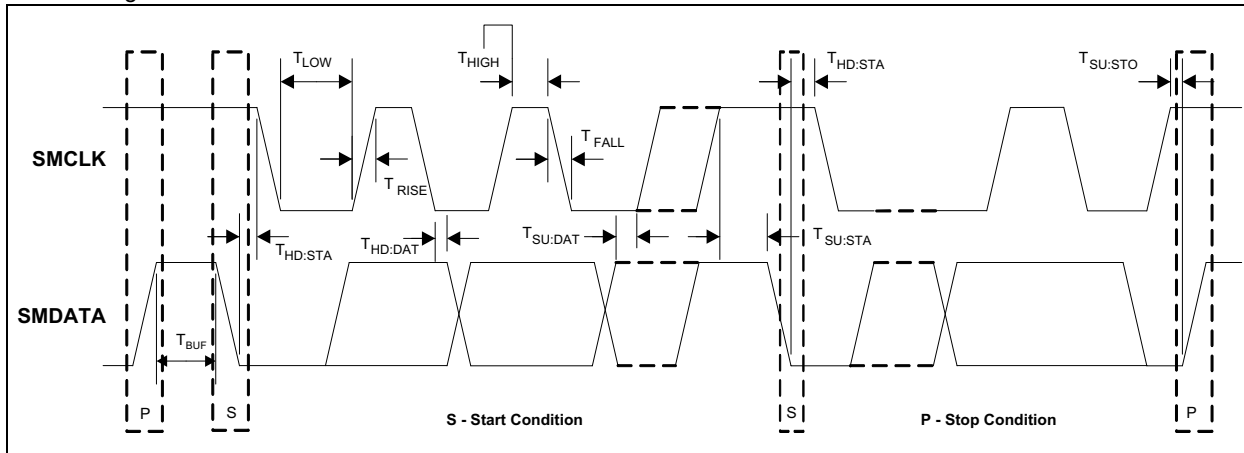 T_LOW
T_HIGH
T_HD:STA
T_SU:STO
SMCLK
T_FALL
T_RISE
T_HD:STA
T_HD:DAT
T_SU:DAT
T_SU:STA
SMDATA
T_BUF
P
S
S - Start Condition
S
P - Stop Condition
P